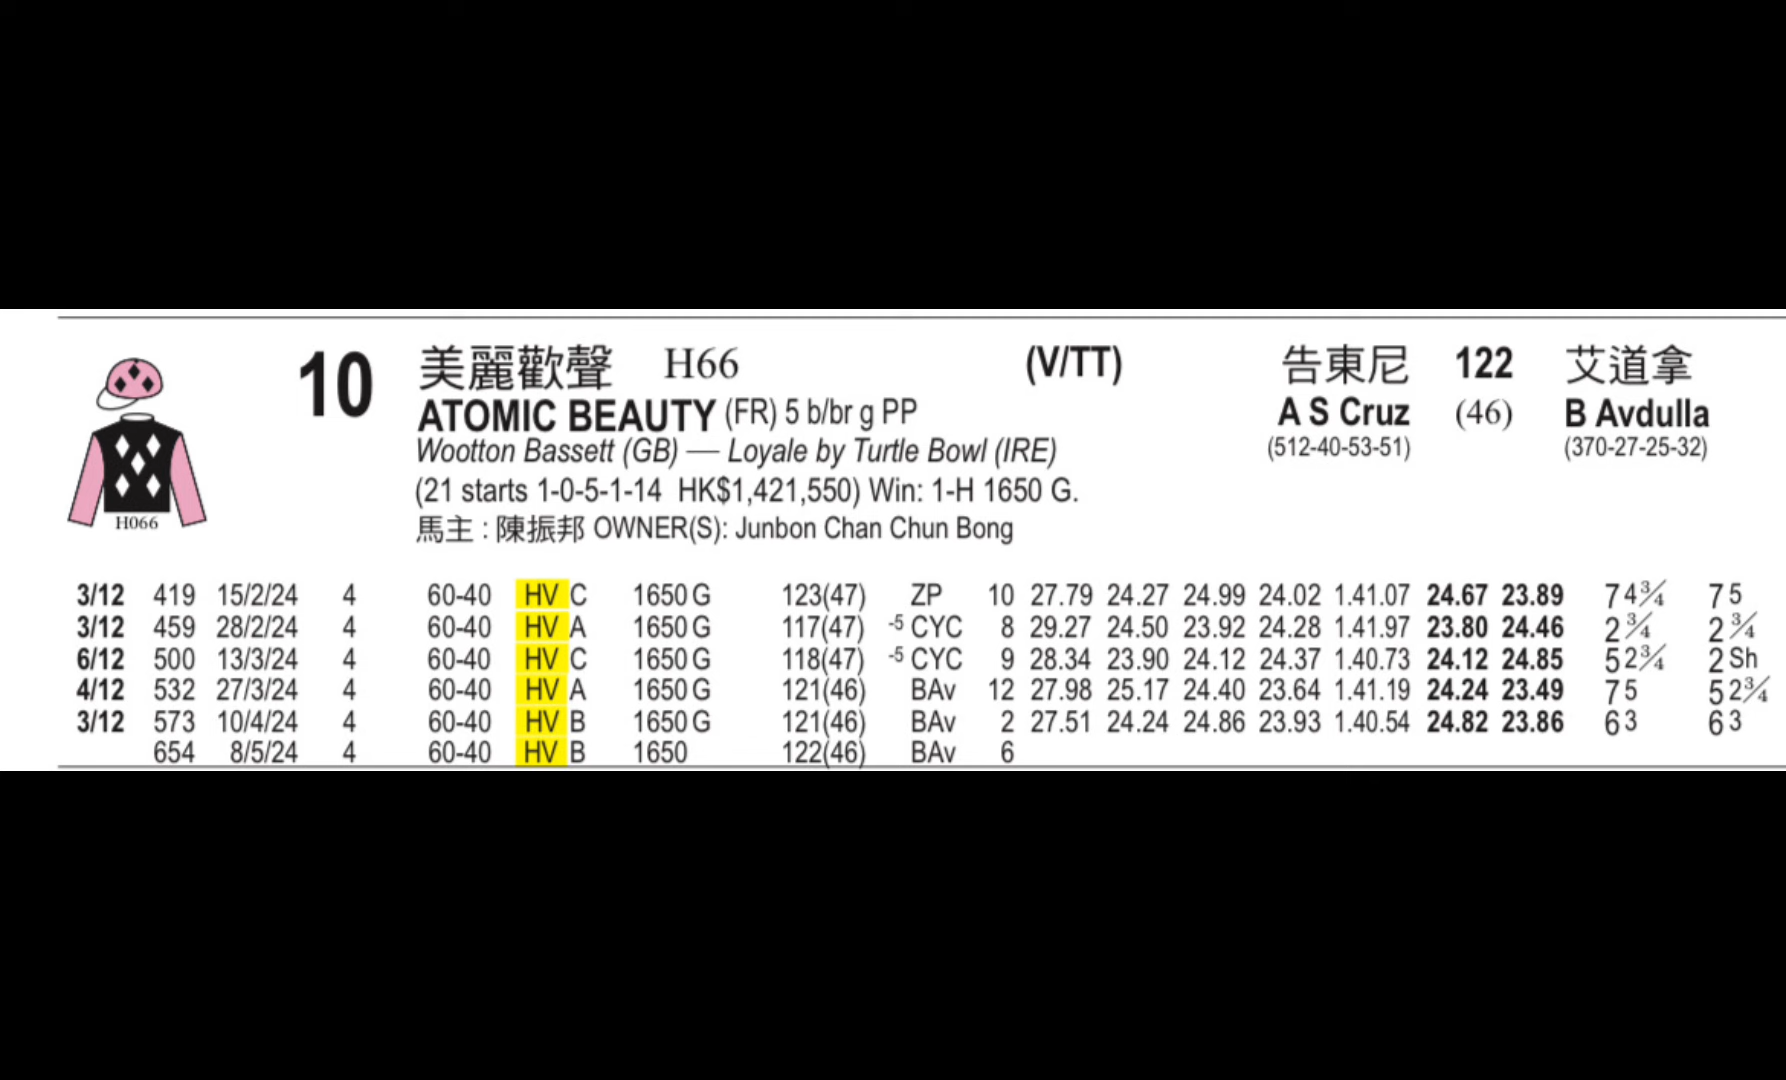 10 美麗歡聲 H66 (V/TT) 告東尼 122 艾道拿
ATOMIC BEAUTY (FR) 5 b/br g PP A S Cruz (46) B Avdulla
Wootton Bassett (GB) — Loyale by Turtle Bowl (IRE) (512-40-53-51) (370-27-25-32)
(21 starts 1-0-5-1-14 HK$1,421,550) Win: 1-H 1650 G.
H066 馬主 : 陳振邦 OWNER(S): Junbon Chan Chun Bong
3/12 419 15/2/24 4 60-40 HV C 1650 G 123(47) ZP 10 27.79 24.27 24.99 24.02 1.41.07 24.67 23.89 7 4¾ 7 5
3/12 459 28/2/24 4 60-40 HV A 1650 G 117(47) -5 CYC 8 29.27 24.50 23.92 24.28 1.41.97 23.80 24.46 2 ¾ 2 ¾
6/12 500 13/3/24 4 60-40 HV C 1650 G 118(47) -5 CYC 9 28.34 23.90 24.12 24.37 1.40.73 24.12 24.85 5 2¾ 2 Sh
4/12 532 27/3/24 4 60-40 HV A 1650 G 121(46) BAv 12 27.98 25.17 24.40 23.64 1.41.19 24.24 23.49 7 5 5 2¾
3/12 573 10/4/24 4 60-40 HV B 1650 G 121(46) BAv 2 27.51 24.24 24.86 23.93 1.40.54 24.82 23.86 6 3 6 3
654 8/5/24 4 60-40 HV B 1650 122(46) BAv 6